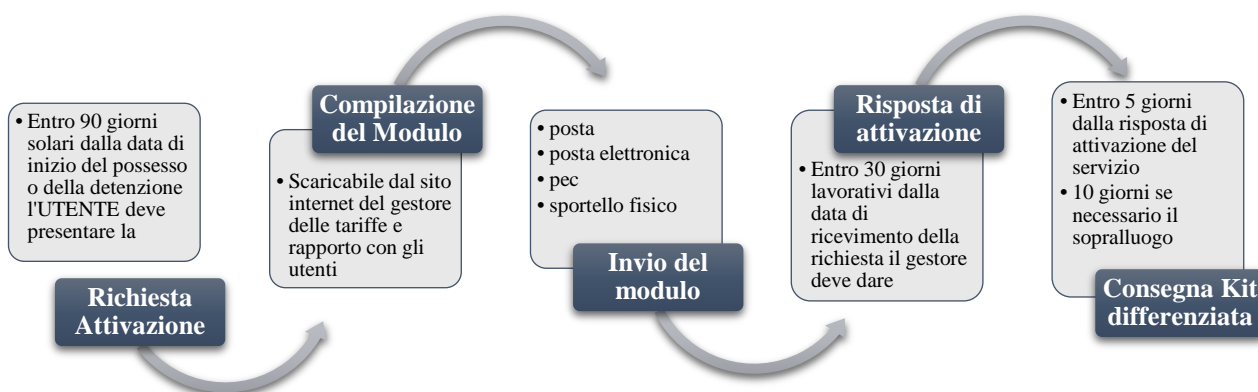 • Entro 90 giorni
solari dalla data di
inizio del possesso
o della detenzione
l'UTENTE deve
presentare la
Richiesta
Attivazione
Compilazione
del Modulo
• Scaricabile dal sito
internet del gestore
delle tariffe e
rapporto con gli
utenti
• posta
• posta elettronica
• pec
• sportello fisico
Invio del
modulo
Risposta di
attivazione
• Entro 30 giorni
lavorativi dalla
data di
ricevimento della
richiesta il gestore
deve dare
• Entro 5 giorni
dalla risposta di
attivazione del
servizio
• 10 giorni se
necessario il
sopralluogo
Consegna Kit
differenziata